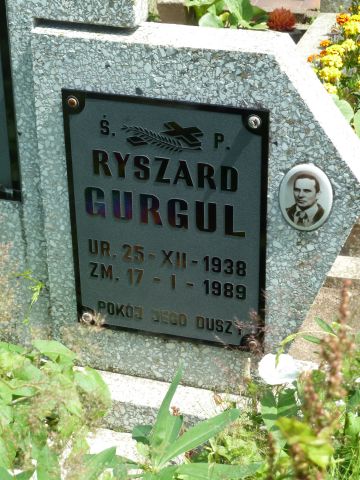 Ś. P.
RYSZARD
GURGUL
UR. 25-XII-1938
ZM. 17-I-1989
POKÓJ JEGO DUSZY